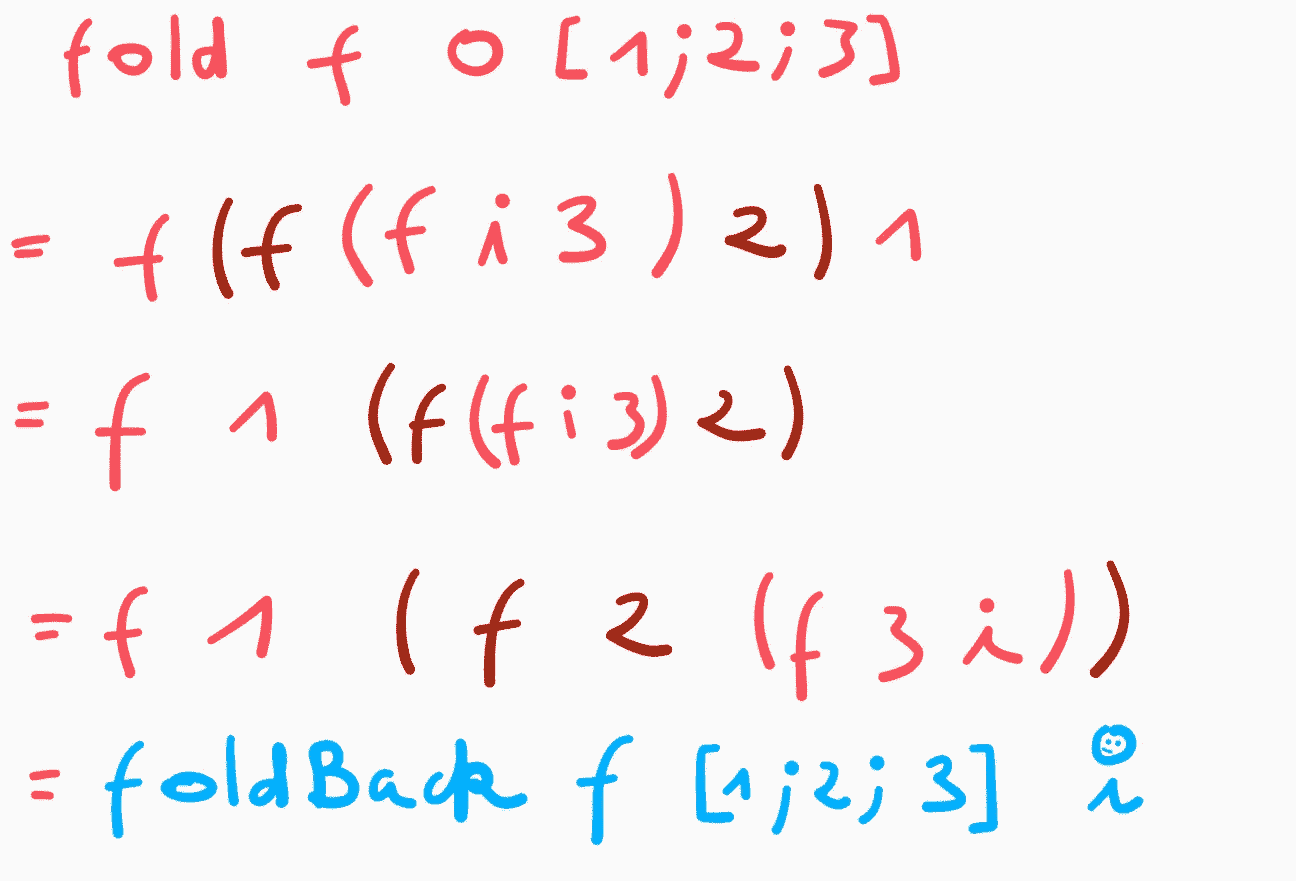 fold f 0 [1;2;3]
= f (f (f i 3) 2) 1
= f 1 (f (f i 3) 2)
= f 1 (f 2 (f 3 i))
= foldBack f [1;2;3] i